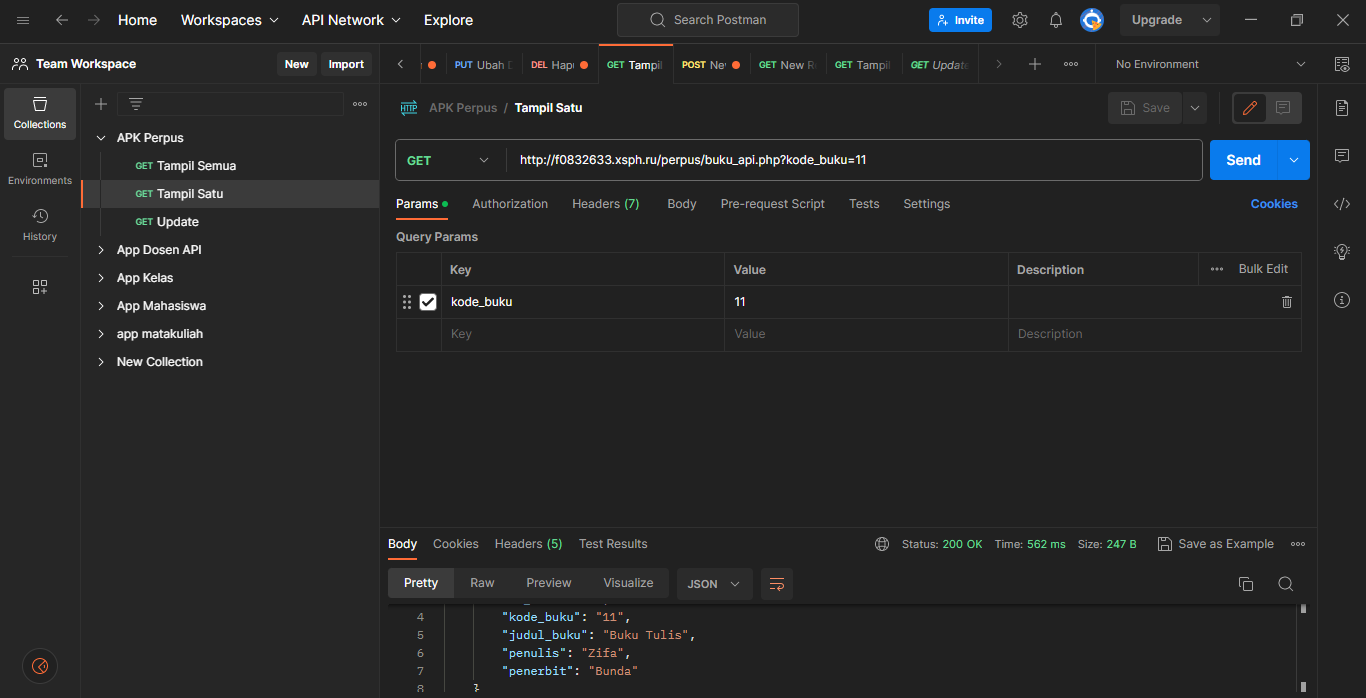 Home Workspaces API Network Explore Search Postman Invite Upgrade
Team Workspace New Import PUT Ubah DEL Hap GET Tampil POST Ne GET New R GET Tampil GET Update No Environment
Collections
Environments
History
APK Perpus
GET Tampil Semua
GET Tampil Satu
GET Update
App Dosen API
App Kelas
App Mahasiswa
app matakuliah
New Collection
HTTP APK Perpus / Tampil Satu Save
GET http://f0832633.xsph.ru/perpus/buku_api.php?kode_buku=11 Send
Params Authorization Headers (7) Body Pre-request Script Tests Settings Cookies
Query Params
Key Value Description Bulk Edit
kode_buku 11
Key Value Description
Body Cookies Headers (5) Test Results Status: 200 OK Time: 562 ms Size: 247 B Save as Example
Pretty Raw Preview Visualize JSON
4 "kode_buku": "11",
5 "judul_buku": "Buku Tulis",
6 "penulis": "Zifa",
7 "penerbit": "Bunda"
8 }